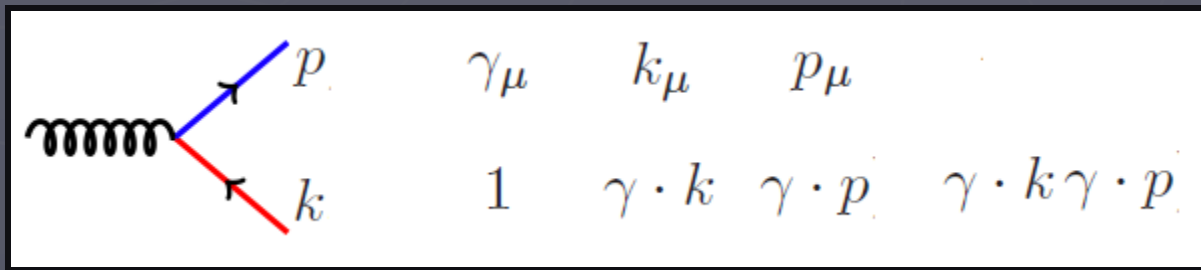 p γ_μ k_μ p_μ
k 1 γ · k γ · p γ · k γ · p